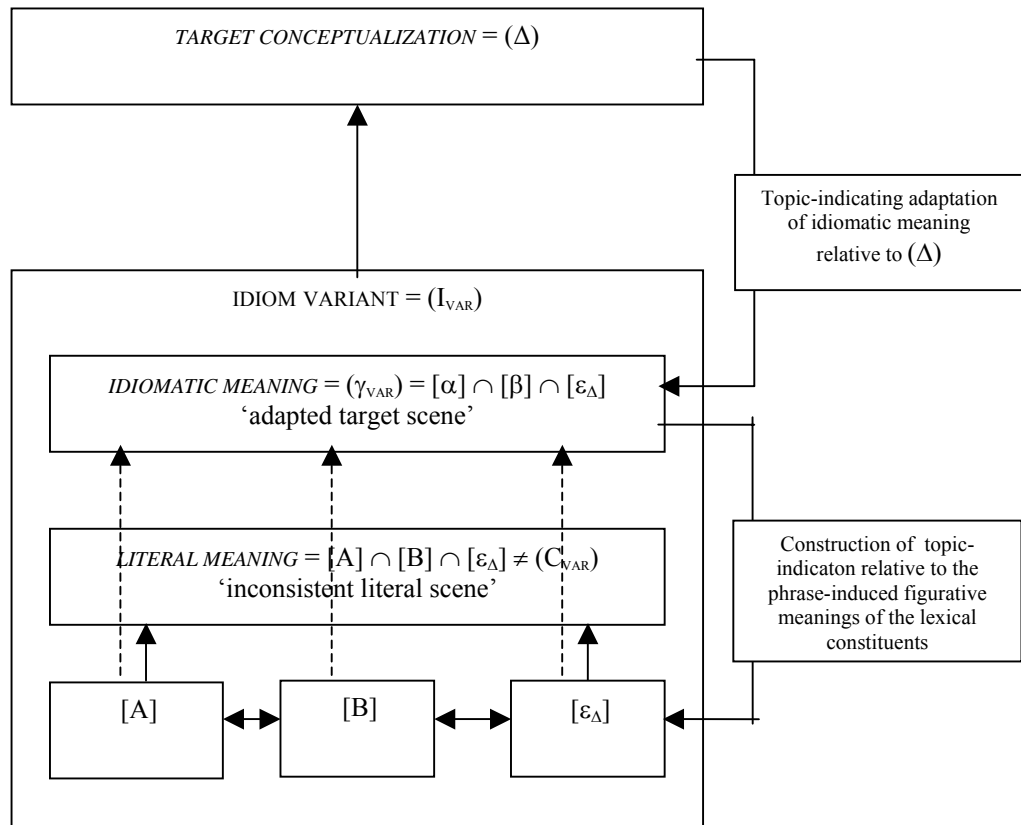 TARGET CONCEPTUALIZATION = (Δ)
Topic-indicating adaptation
of idiomatic meaning
relative to (Δ)
IDIOM VARIANT = (I_VAR)
IDIOMATIC MEANING = (γ_VAR) = [α] ∩ [β] ∩ [ε_Δ]
‘adapted target scene’
LITERAL MEANING = [A] ∩ [B] ∩ [ε_Δ] ≠ (C_VAR)
‘inconsistent literal scene’
Construction of topic-
indicaton relative to the
phrase-induced figurative
meanings of the lexical
constituents
[A]
[B]
[ε_Δ]